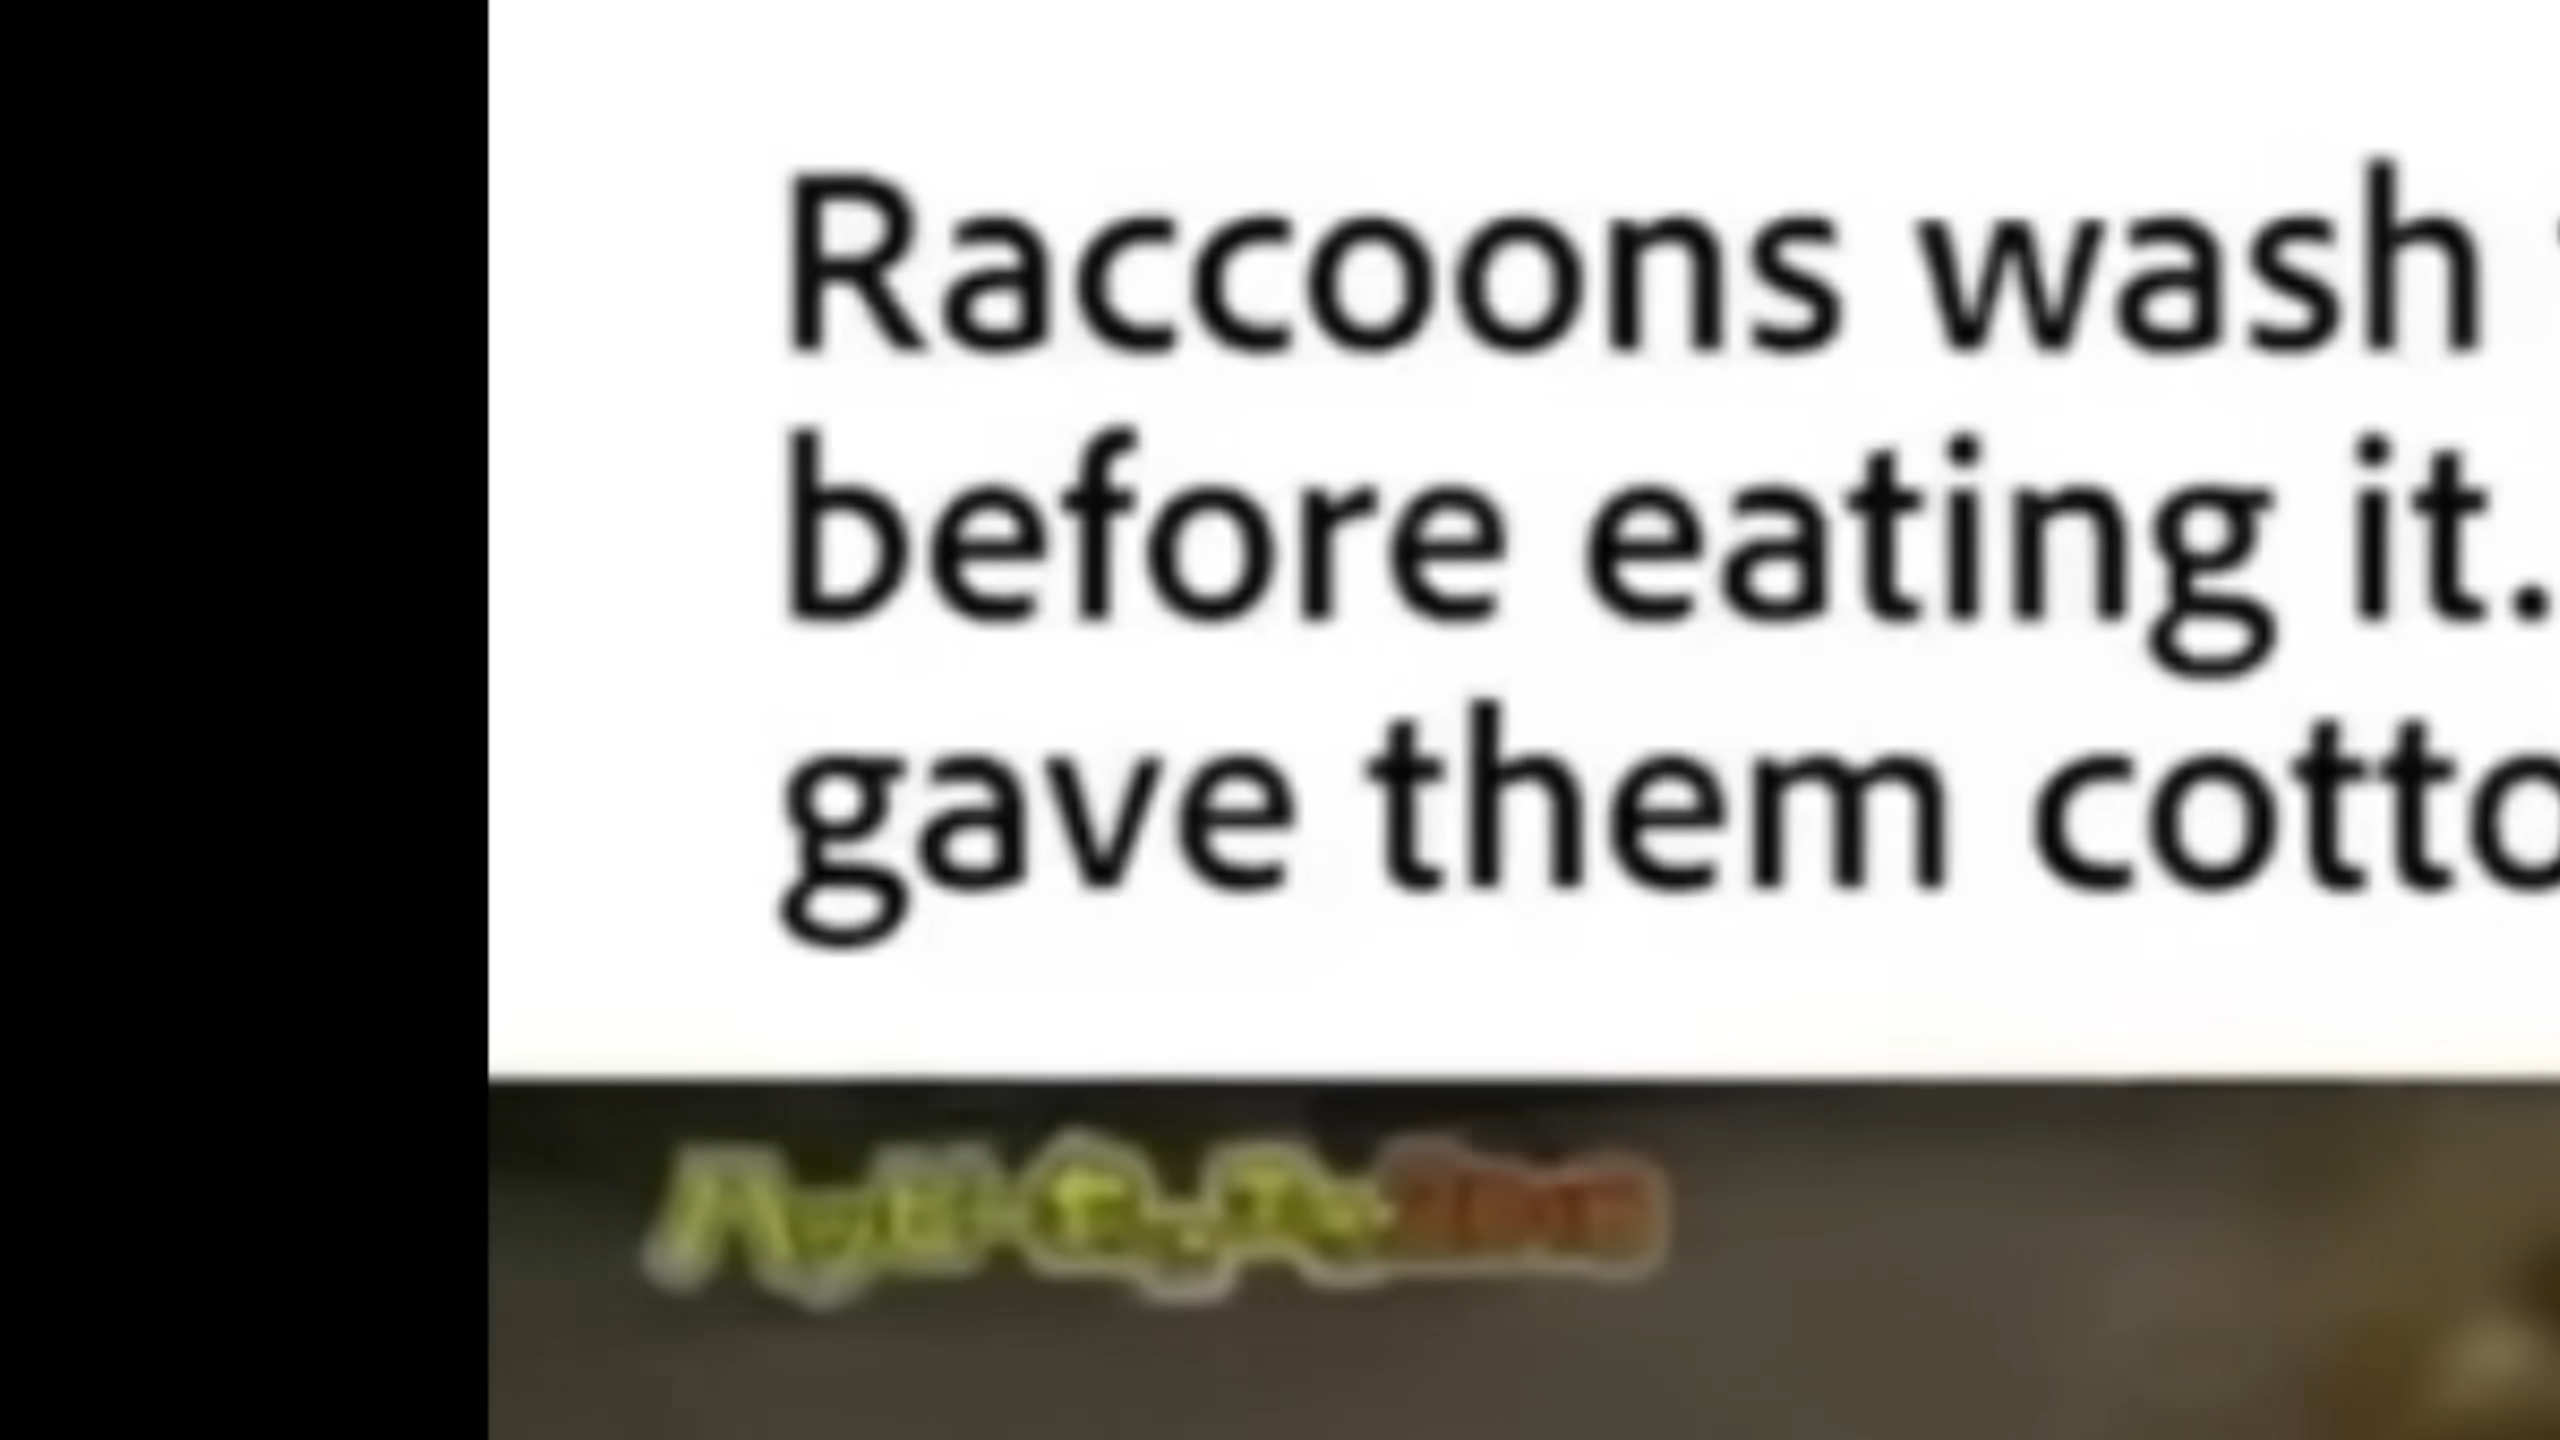 Raccoons wash
before eating it.
gave them cotto